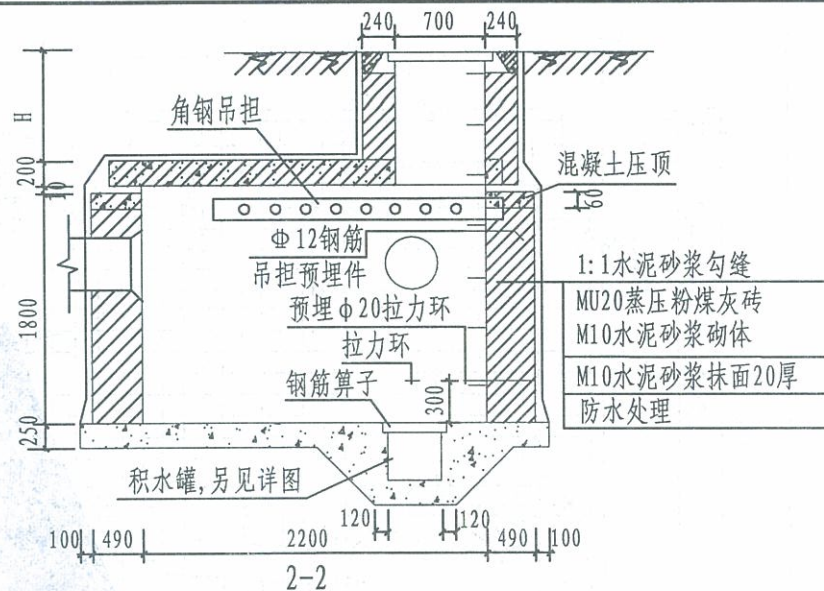 240 700 240
H
角钢吊担
混凝土压顶
200
60
Φ12钢筋
吊担预埋件
1:1水泥砂浆勾缝
MU20蒸压粉煤灰砖
M10水泥砂浆砌体
预埋φ20拉力环
1800
拉力环
M10水泥砂浆抹面20厚
钢筋箅子
300
防水处理
250
积水罐,另见详图
120 120
100 490 2200 490 100
2-2